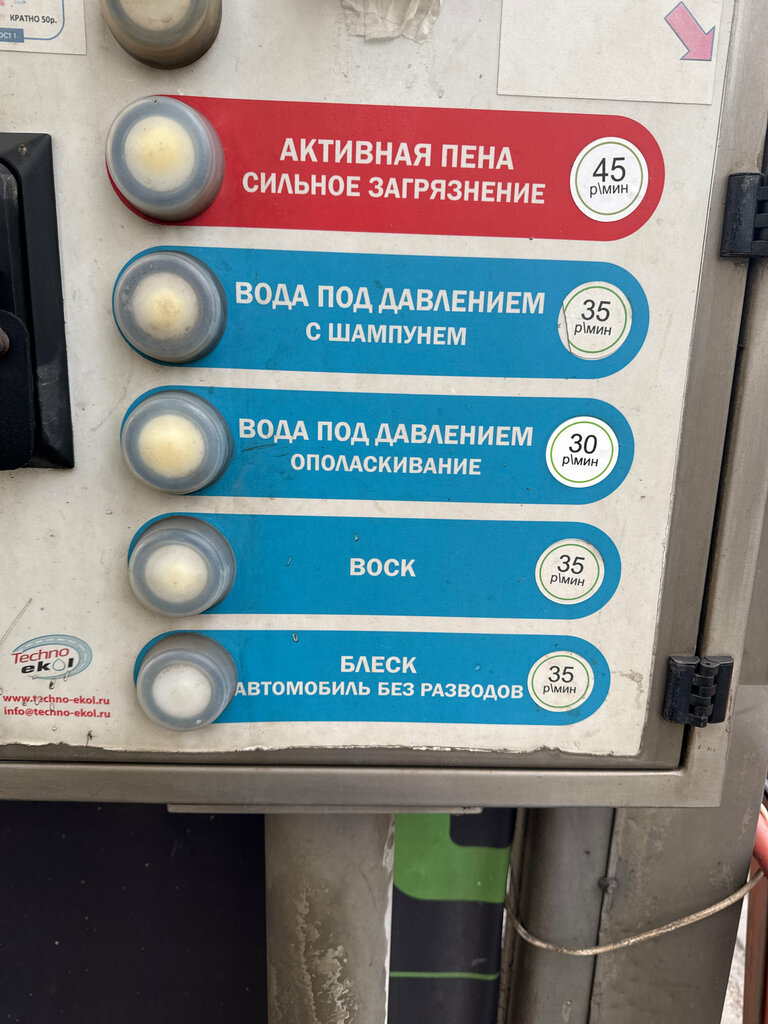 КРАТНО 50р.
ПОСТ 1
АКТИВНАЯ ПЕНА
СИЛЬНОЕ ЗАГРЯЗНЕНИЕ
45
р\мин
ВОДА ПОД ДАВЛЕНИЕМ
С ШАМПУНЕМ
35
р\мин
ВОДА ПОД ДАВЛЕНИЕМ
ОПОЛАСКИВАНИЕ
30
р\мин
ВОСК
35
р\мин
БЛЕСК
АВТОМОБИЛЬ БЕЗ РАЗВОДОВ
35
р\мин
Techno
ekol
www.techno-ekol.ru
info@techno-ekol.ru